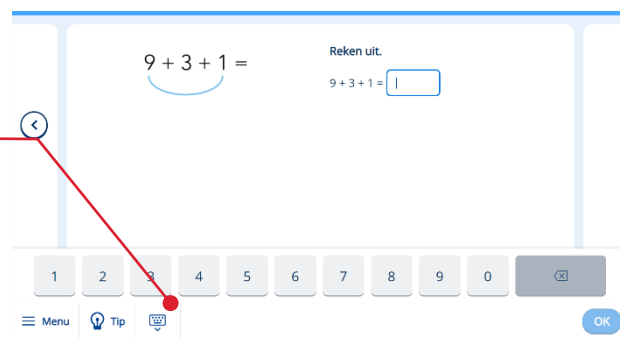 9 + 3 + 1 =
Reken uit.
9 + 3 + 1 =
1 2 3 4 5 6 7 8 9 0
Menu Tip OK